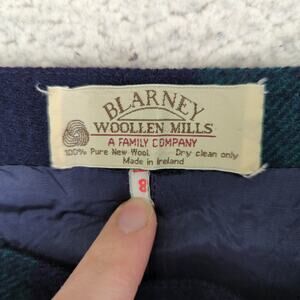 BLARNEY
WOOLLEN MILLS
A FAMILY COMPANY
100% Pure New Wool. Dry clean only
Made in Ireland
8